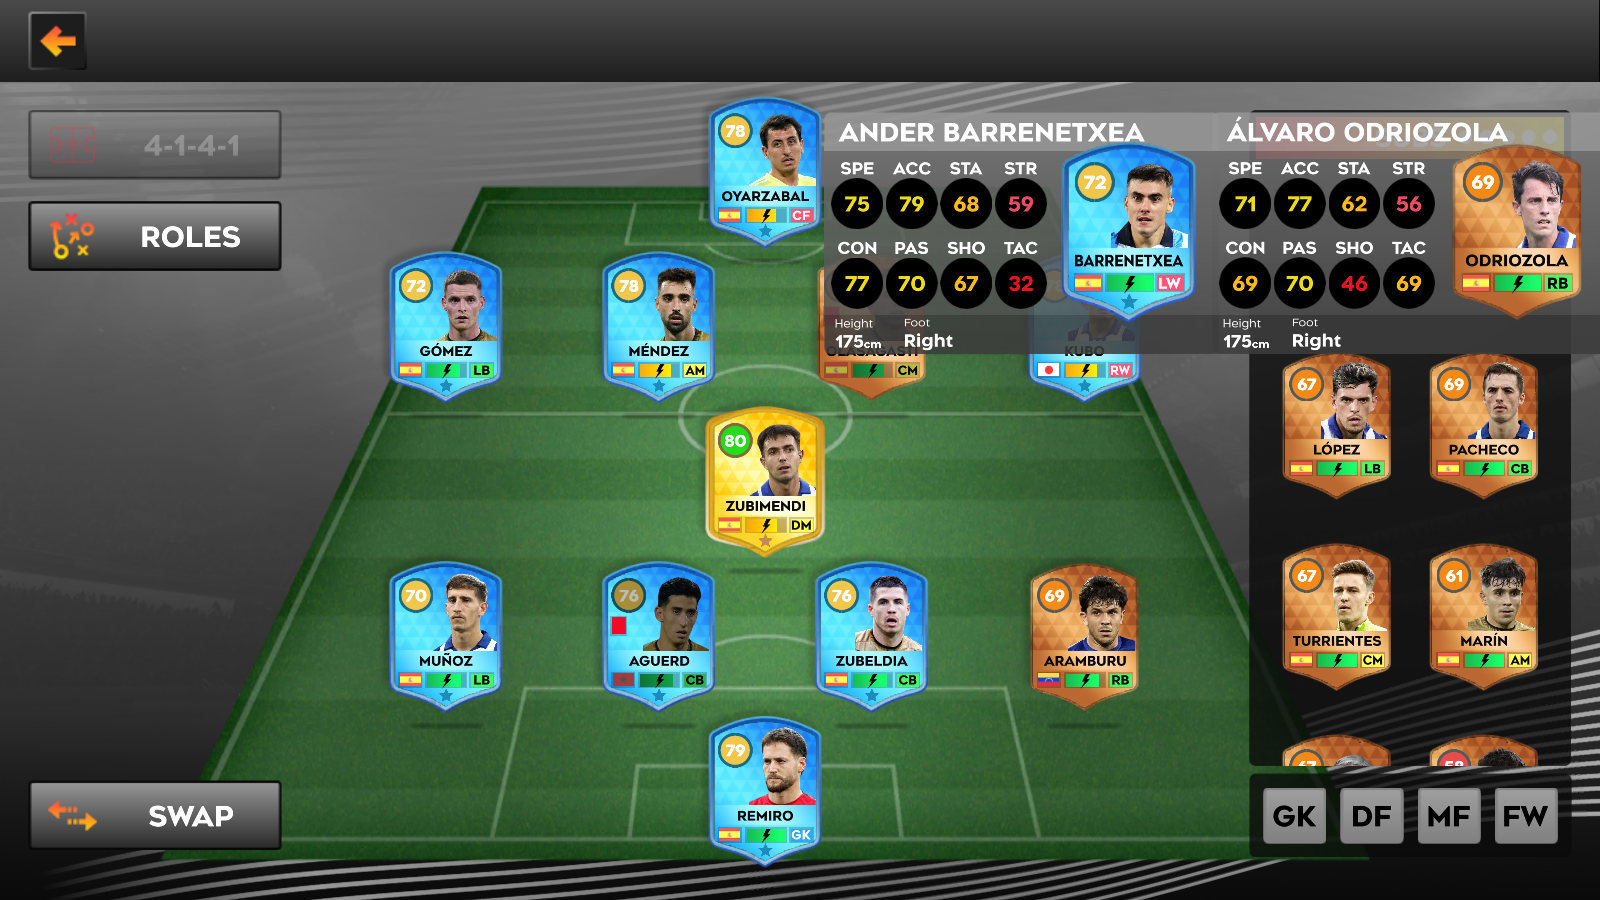 4-1-4-1
ROLES
SWAP
78
OYARZABAL
CF
ANDER BARRENETXEA
SPE ACC STA STR
75 79 68 59
CON PAS SHO TAC
77 70 67 32
Height Foot
175cm Right
72
BARRENETXEA
LW
ÁLVARO ODRIOZOLA
SPE ACC STA STR
71 77 62 56
CON PAS SHO TAC
69 70 46 69
Height Foot
175cm Right
69
ODRIOZOLA
RB
72
GÓMEZ
LB
78
MÉNDEZ
AM
OLASAGASTI
CM
KUBO
RW
80
ZUBIMENDI
DM
70
MUÑOZ
LB
76
AGUERD
CB
76
ZUBELDIA
CB
69
ARAMBURU
RB
79
REMIRO
GK
67
LÓPEZ
LB
69
PACHECO
CB
67
TURRIENTES
CM
61
MARÍN
AM
67
58
GK DF MF FW